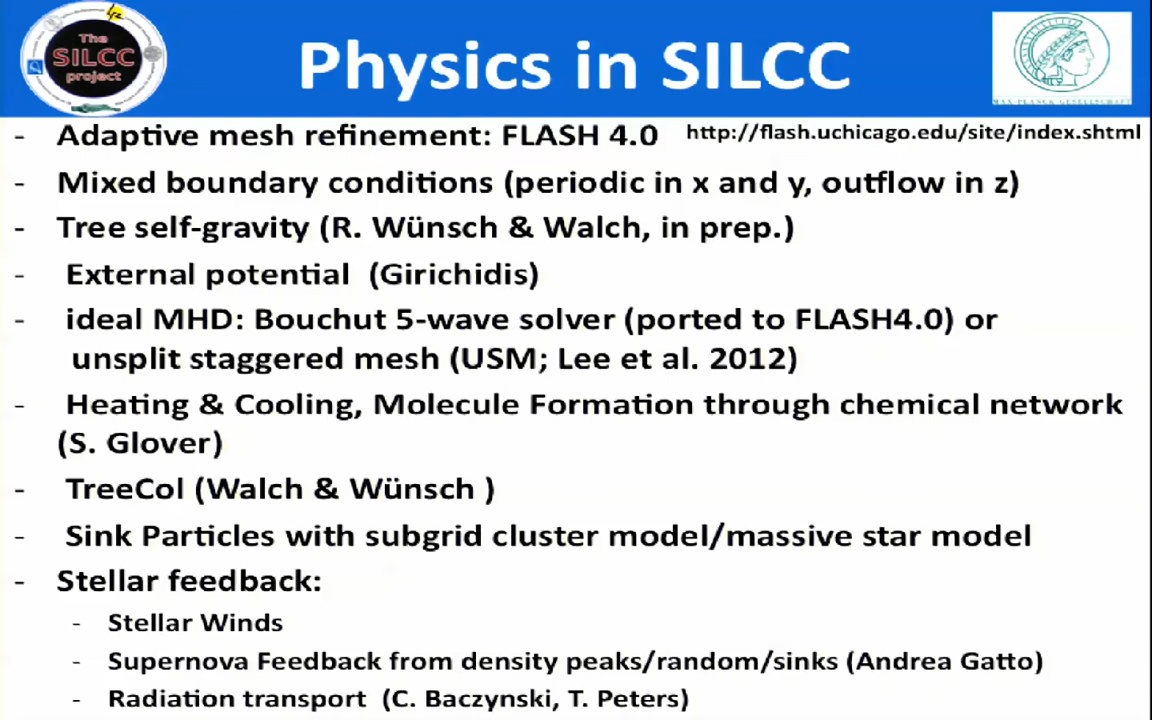 The
SILCC
project
Physics in SILCC
MAX-PLANCK-GESELLSCHAFT
- Adaptive mesh refinement: FLASH 4.0 http://flash.uchicago.edu/site/index.shtml
- Mixed boundary conditions (periodic in x and y, outflow in z)
- Tree self-gravity (R. Wünsch & Walch, in prep.)
- External potential (Girichidis)
- ideal MHD: Bouchut 5-wave solver (ported to FLASH4.0) or
unsplit staggered mesh (USM; Lee et al. 2012)
- Heating & Cooling, Molecule Formation through chemical network
(S. Glover)
- TreeCol (Walch & Wünsch )
- Sink Particles with subgrid cluster model/massive star model
- Stellar feedback:
- Stellar Winds
- Supernova Feedback from density peaks/random/sinks (Andrea Gatto)
- Radiation transport (C. Baczynski, T. Peters)